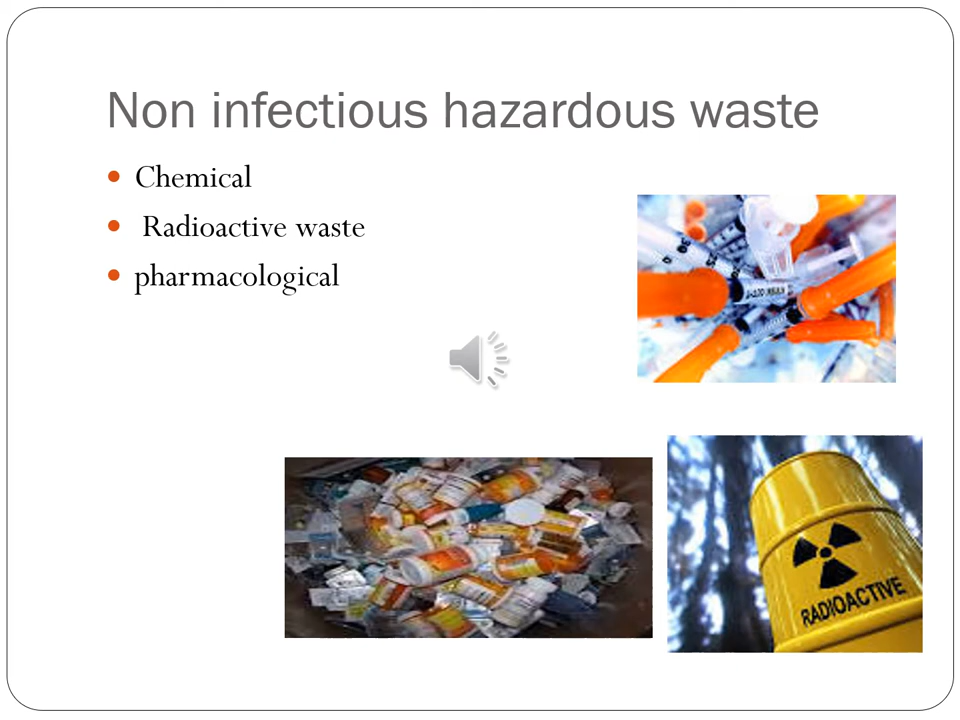 Non infectious hazardous waste
Chemical
Radioactive waste
pharmacological
RADIOACTIVE